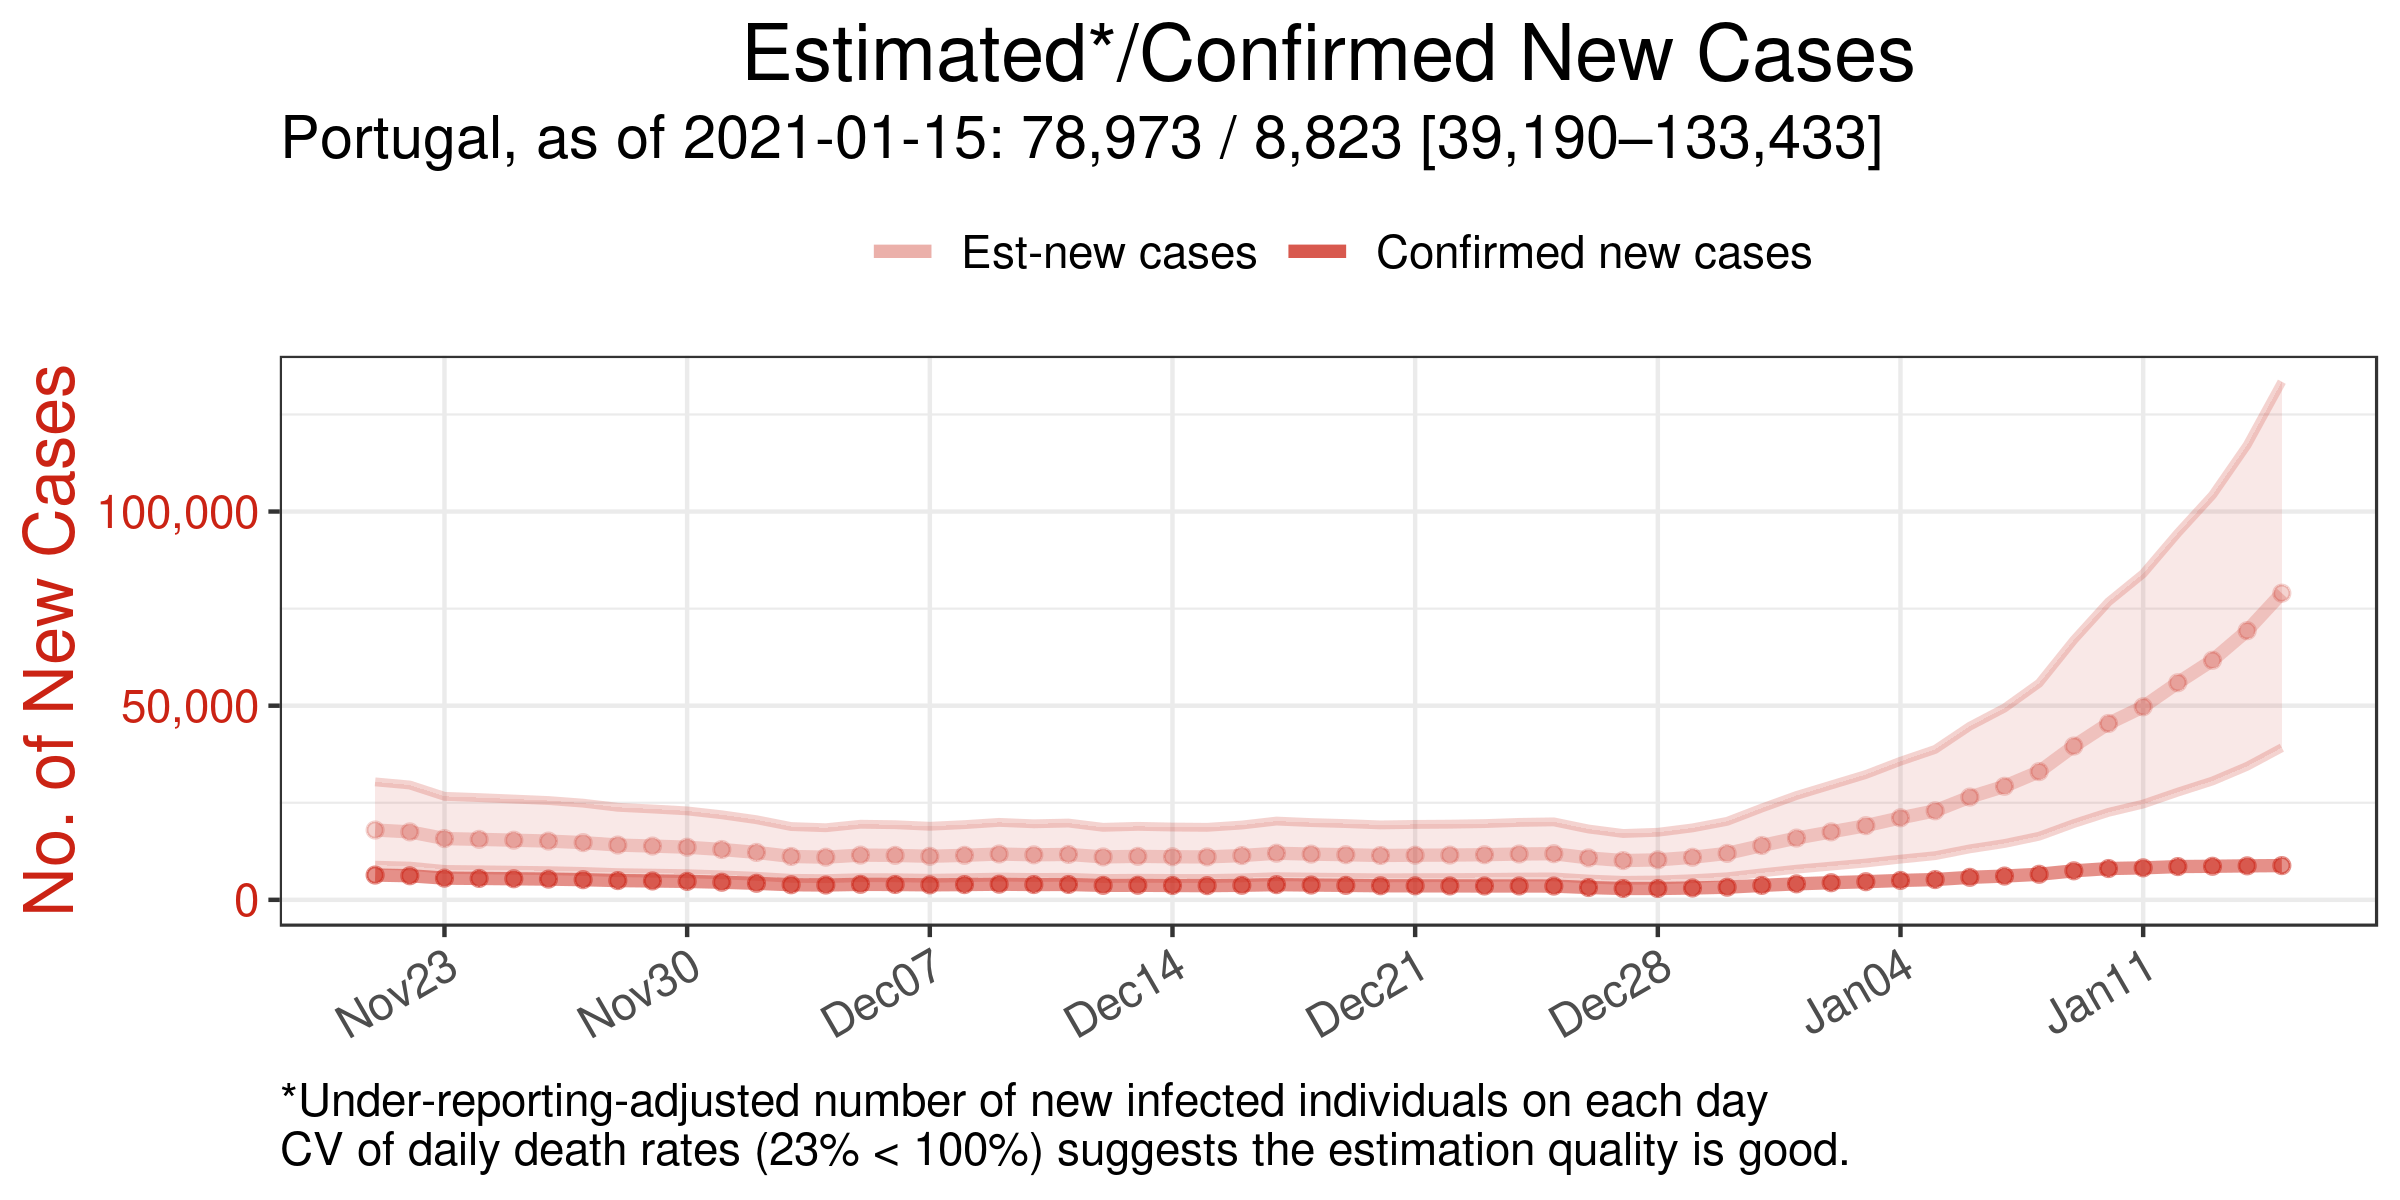 Estimated*/Confirmed New Cases
Portugal, as of 2021-01-15: 78,973 / 8,823 [39,190–133,433]
Est-new cases Confirmed new cases
No. of New Cases
100,000
50,000
0
Nov23 Nov30 Dec07 Dec14 Dec21 Dec28 Jan04 Jan11
*Under-reporting-adjusted number of new infected individuals on each day
CV of daily death rates (23% < 100%) suggests the estimation quality is good.